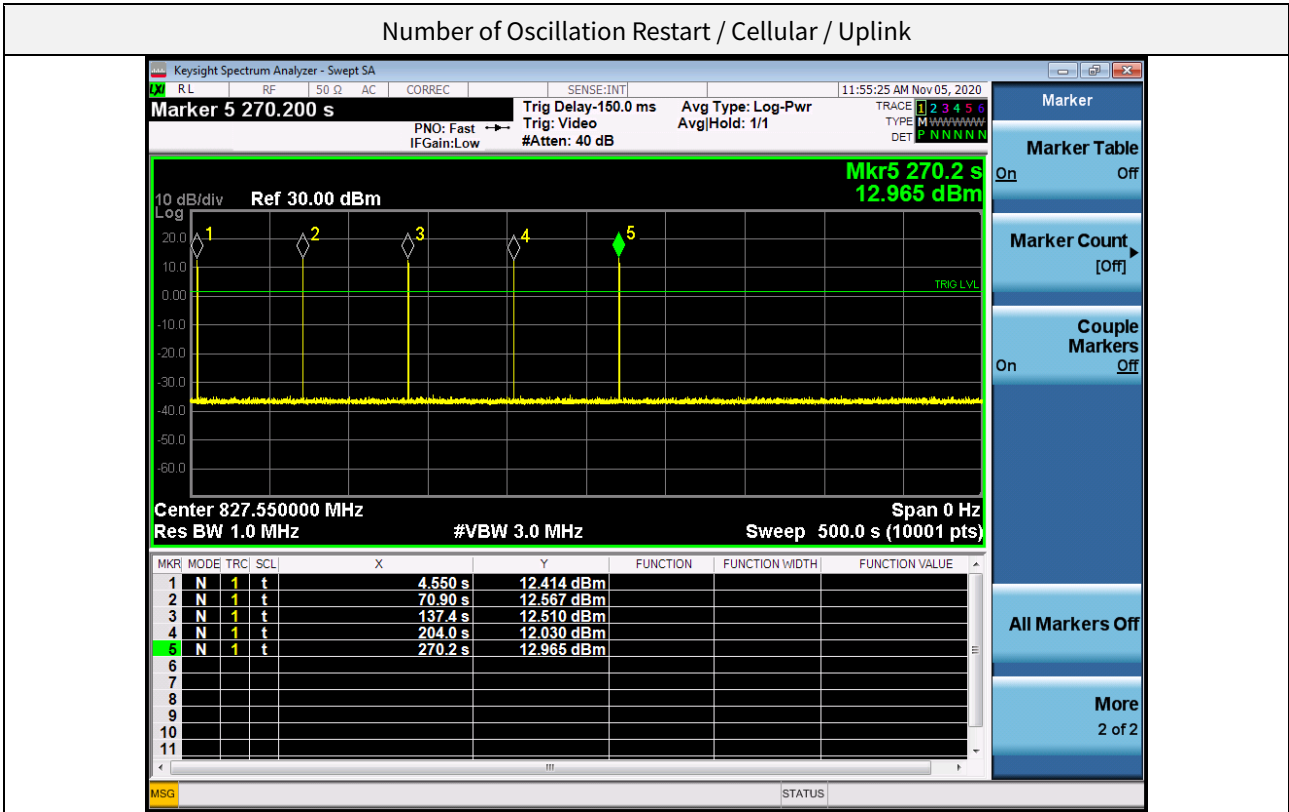 Number of Oscillation Restart / Cellular / Uplink
Keysight Spectrum Analyzer - Swept SA
LXI RL RF 50 Ω AC CORREC SENSE:INT 11:55:25 AM Nov 05, 2020
Marker 5 270.200 s
PNO: Fast
IFGain:Low
Trig Delay-150.0 ms
Trig: Video
#Atten: 40 dB
Avg Type: Log-Pwr
Avg|Hold: 1/1
TRACE 1 2 3 4 5 6
TYPE M WWWWW
DET P N N N N N
Mkr5 270.2 s
12.965 dBm
10 dB/div Ref 30.00 dBm
Log
20.0
10.0
0.00
-10.0
-20.0
-30.0
-40.0
-50.0
-60.0
1 2 3 4 5
TRIG LVL
Center 827.550000 MHz Span 0 Hz
Res BW 1.0 MHz #VBW 3.0 MHz Sweep 500.0 s (10001 pts)
MKR MODE TRC SCL X Y FUNCTION FUNCTION WIDTH FUNCTION VALUE
1 N 1 t 4.550 s 12.414 dBm
2 N 1 t 70.90 s 12.567 dBm
3 N 1 t 137.4 s 12.510 dBm
4 N 1 t 204.0 s 12.030 dBm
5 N 1 t 270.2 s 12.965 dBm
6
7
8
9
10
11
MSG STATUS
Marker
Marker Table
On Off
Marker Count
[Off]
Couple
Markers
On Off
All Markers Off
More
2 of 2